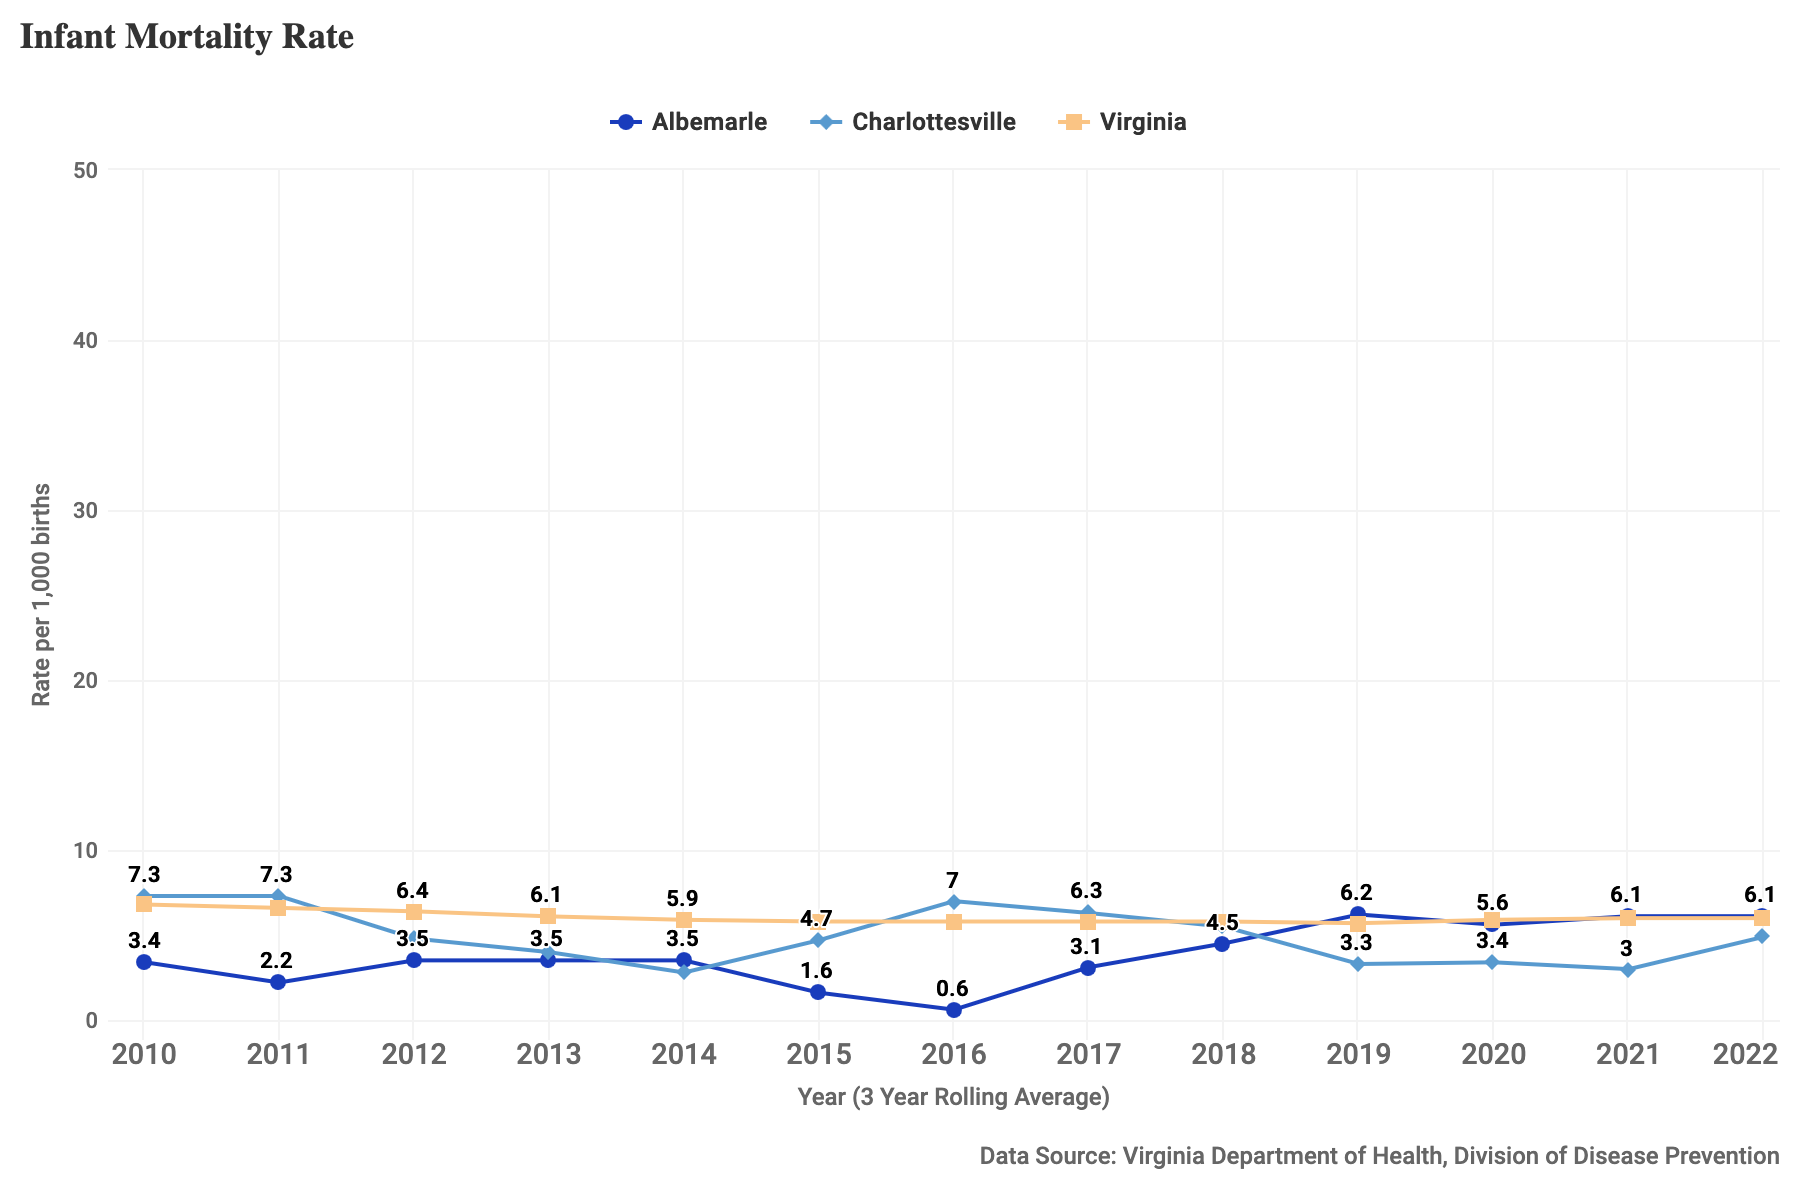 Infant Mortality Rate
Albemarle Charlottesville Virginia
50
40
30
20
10
0
Rate per 1,000 births
7.3 7.3 6.4 6.1 5.9 4.7 7 6.3 4.5 6.2 5.6 6.1 6.1
3.4 2.2 3.5 3.5 3.5 1.6 0.6 3.1 3.3 3.4 3
2010 2011 2012 2013 2014 2015 2016 2017 2018 2019 2020 2021 2022
Year (3 Year Rolling Average)
Data Source: Virginia Department of Health, Division of Disease Prevention